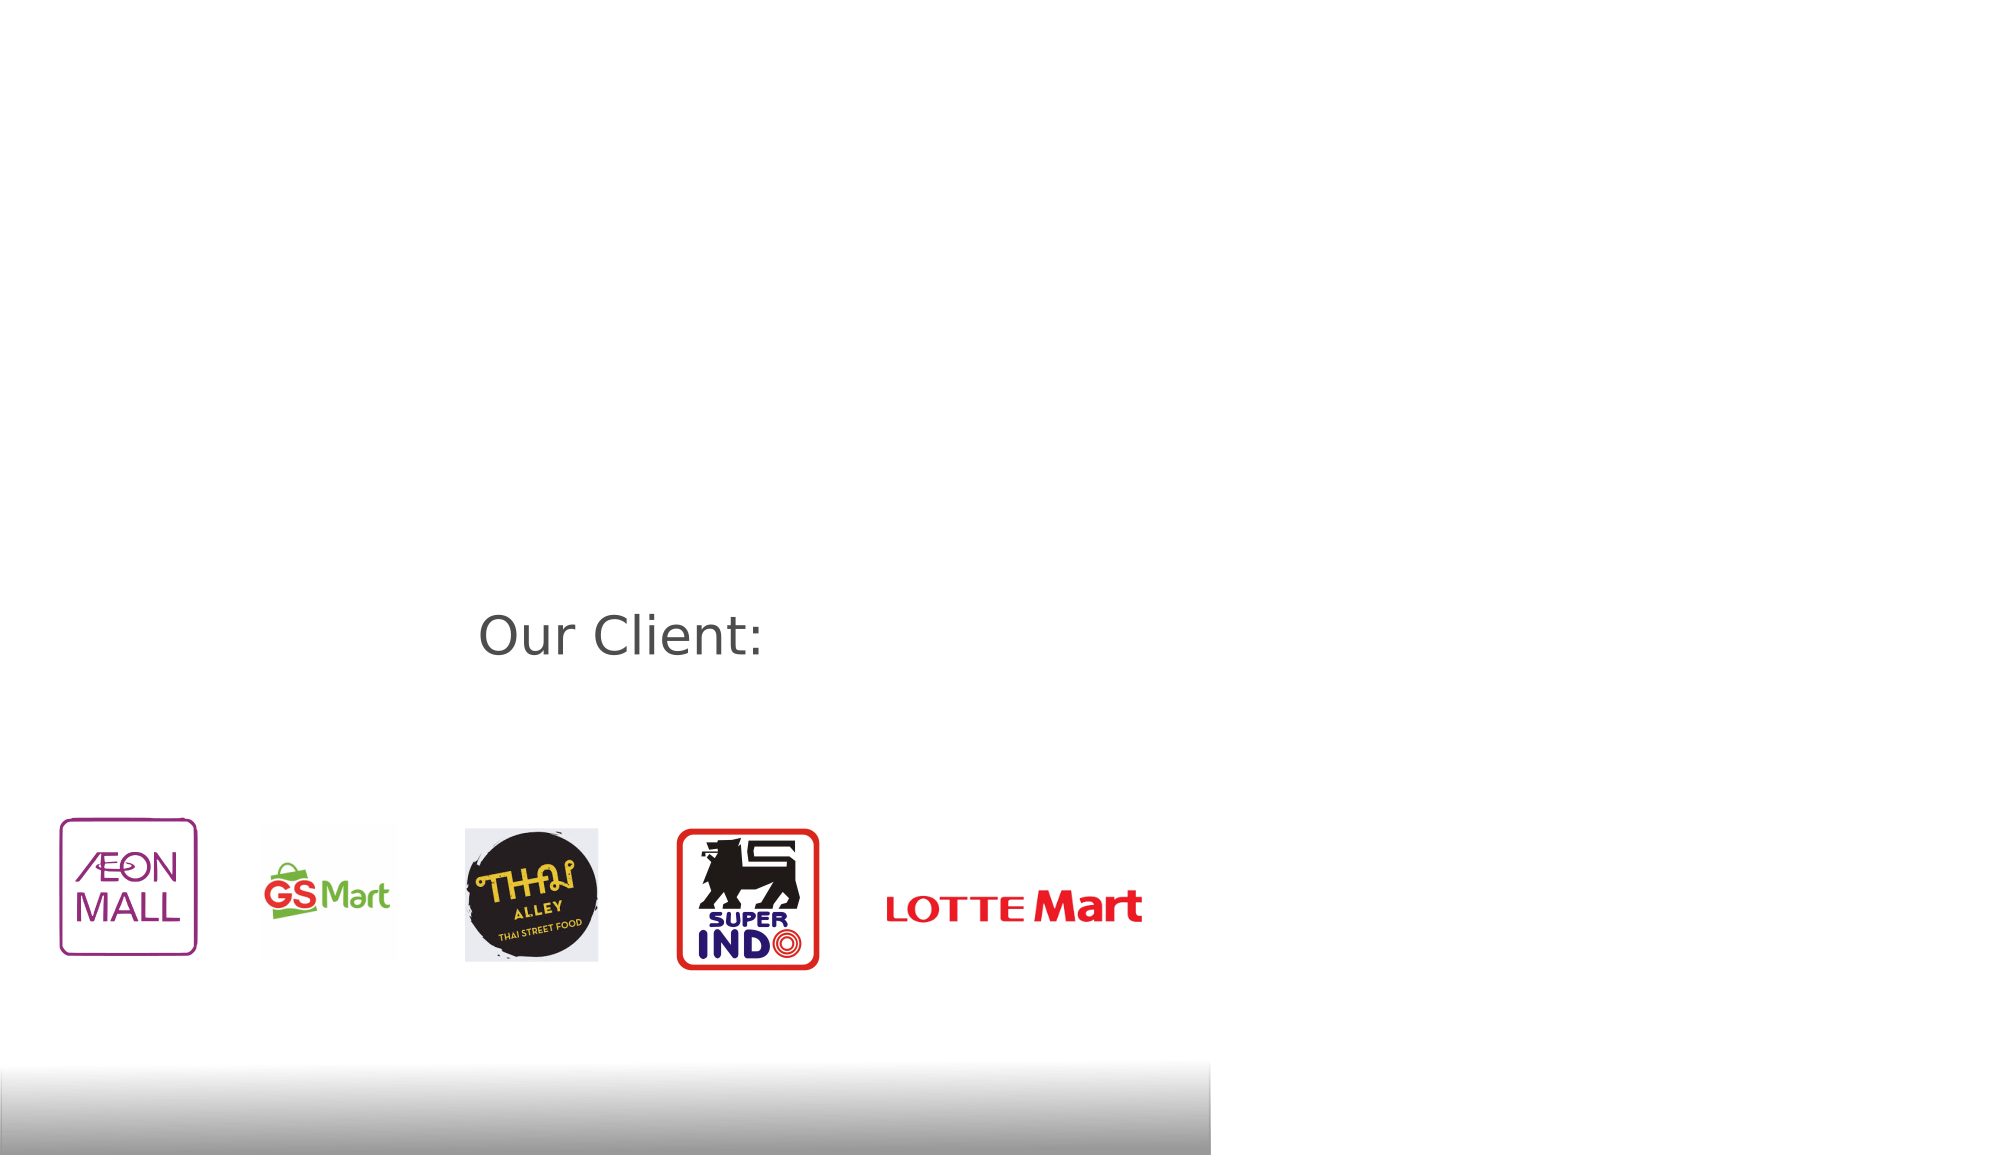 Our Client:
ÆON
MALL
GS Mart
THAI
ALLEY
THAI STREET FOOD
SUPER
INDO
LOTTE Mart